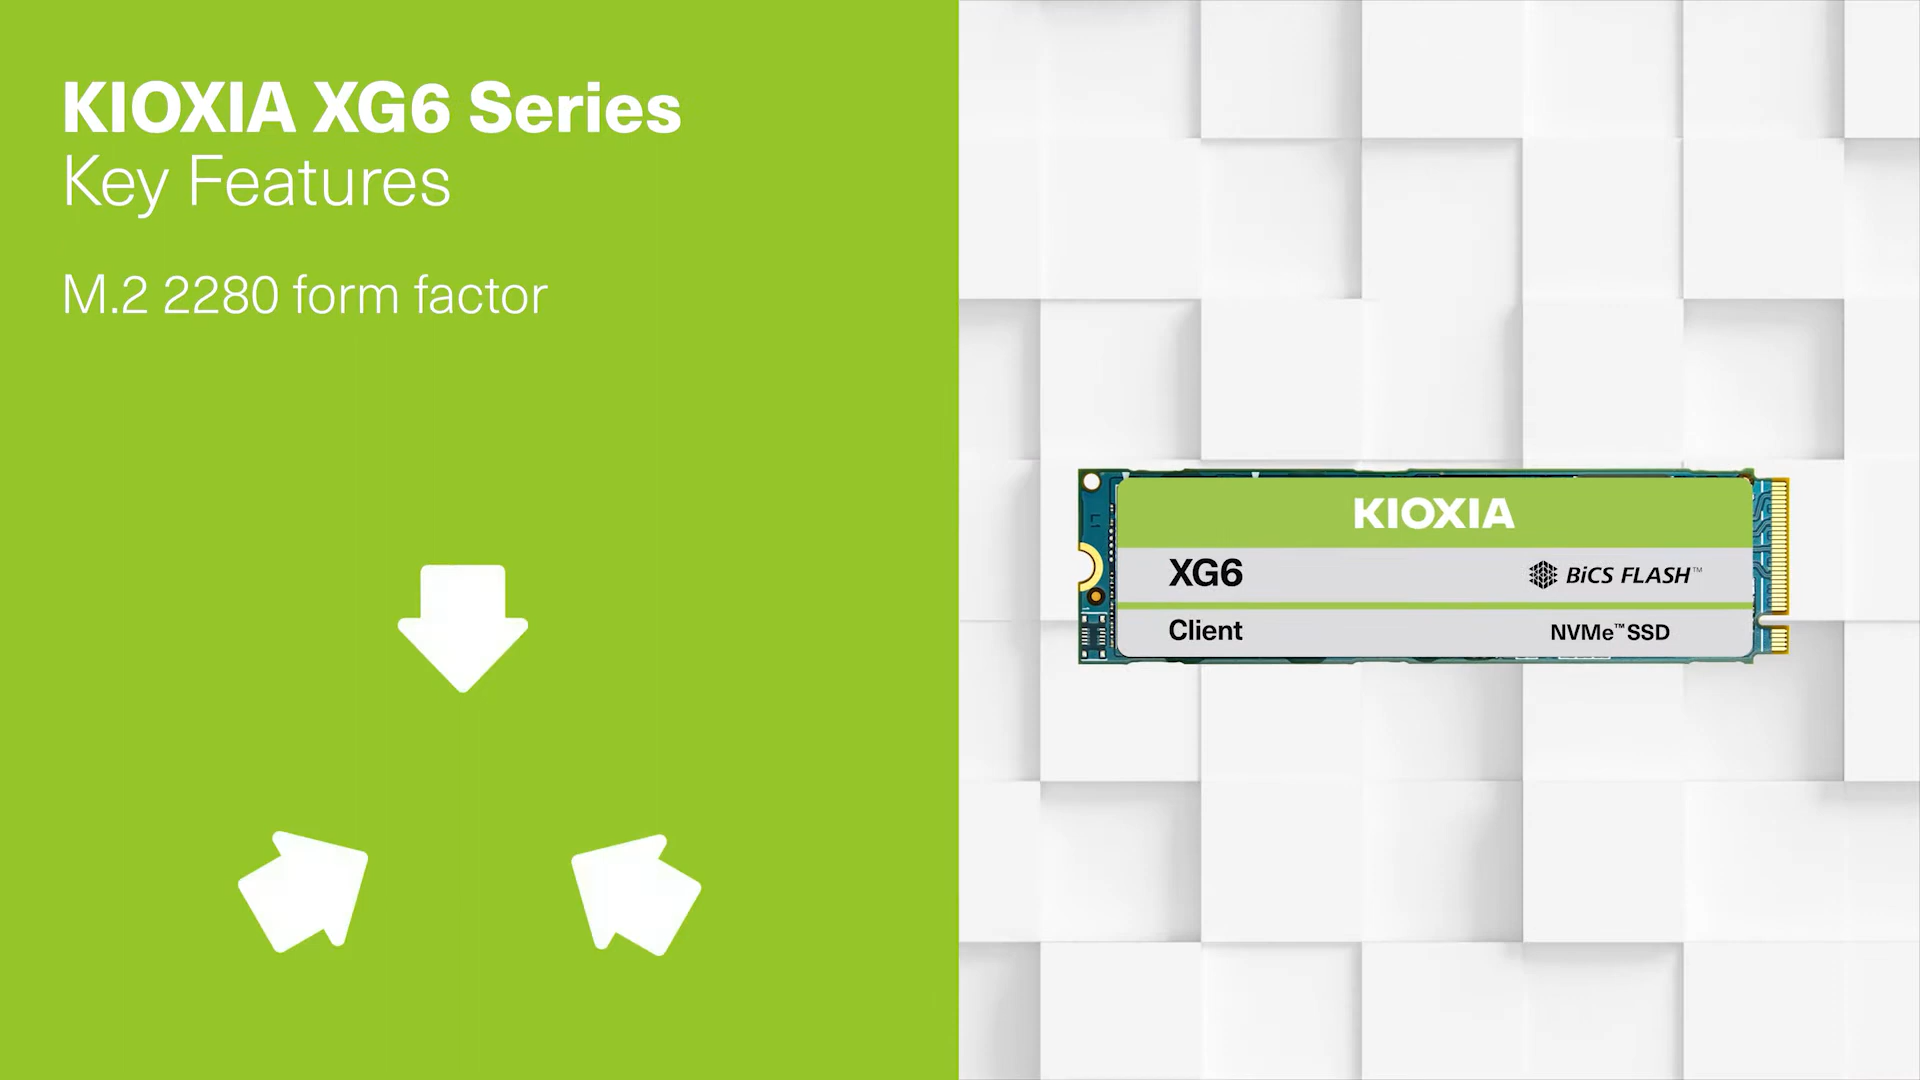 KIOXIA XG6 Series
Key Features
M.2 2280 form factor
KIOXIA
XG6
BiCS FLASH™
Client
NVMe™ SSD